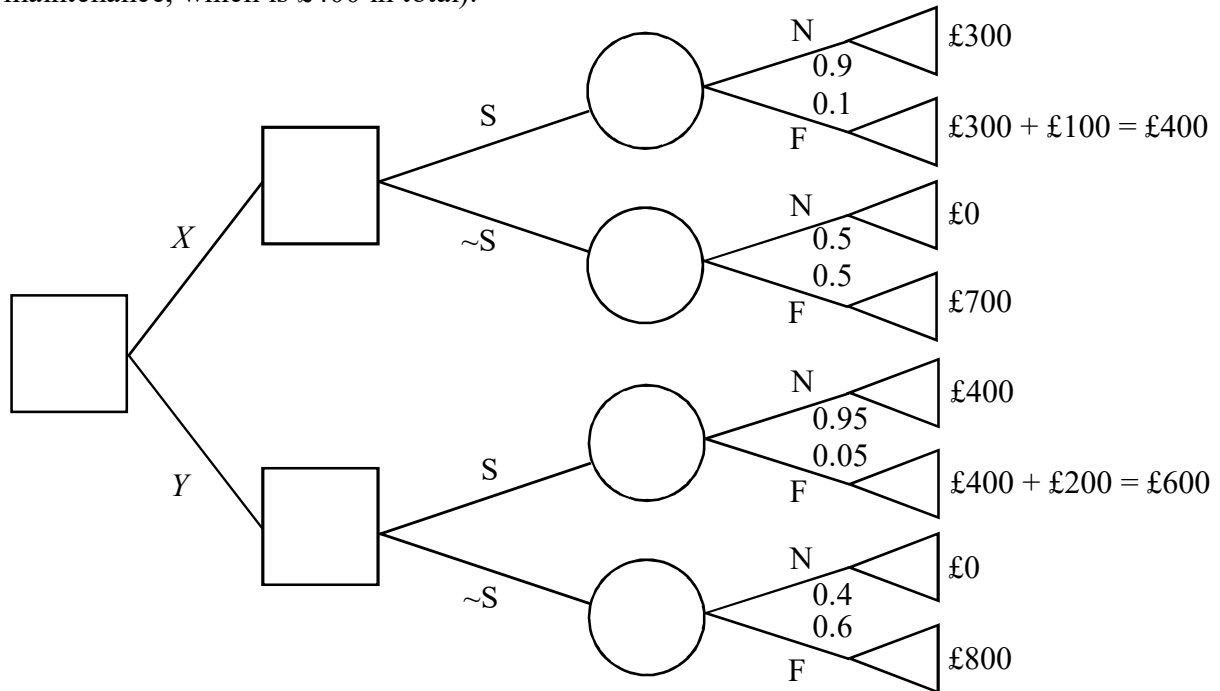 maintenance, which is £400 in total).
N
£300
0.9
0.1
F
£300 + £100 = £400
S
X
~S
N
£0
0.5
0.5
F
£700
N
£400
0.95
0.05
F
£400 + £200 = £600
Y
S
~S
N
£0
0.4
0.6
F
£800